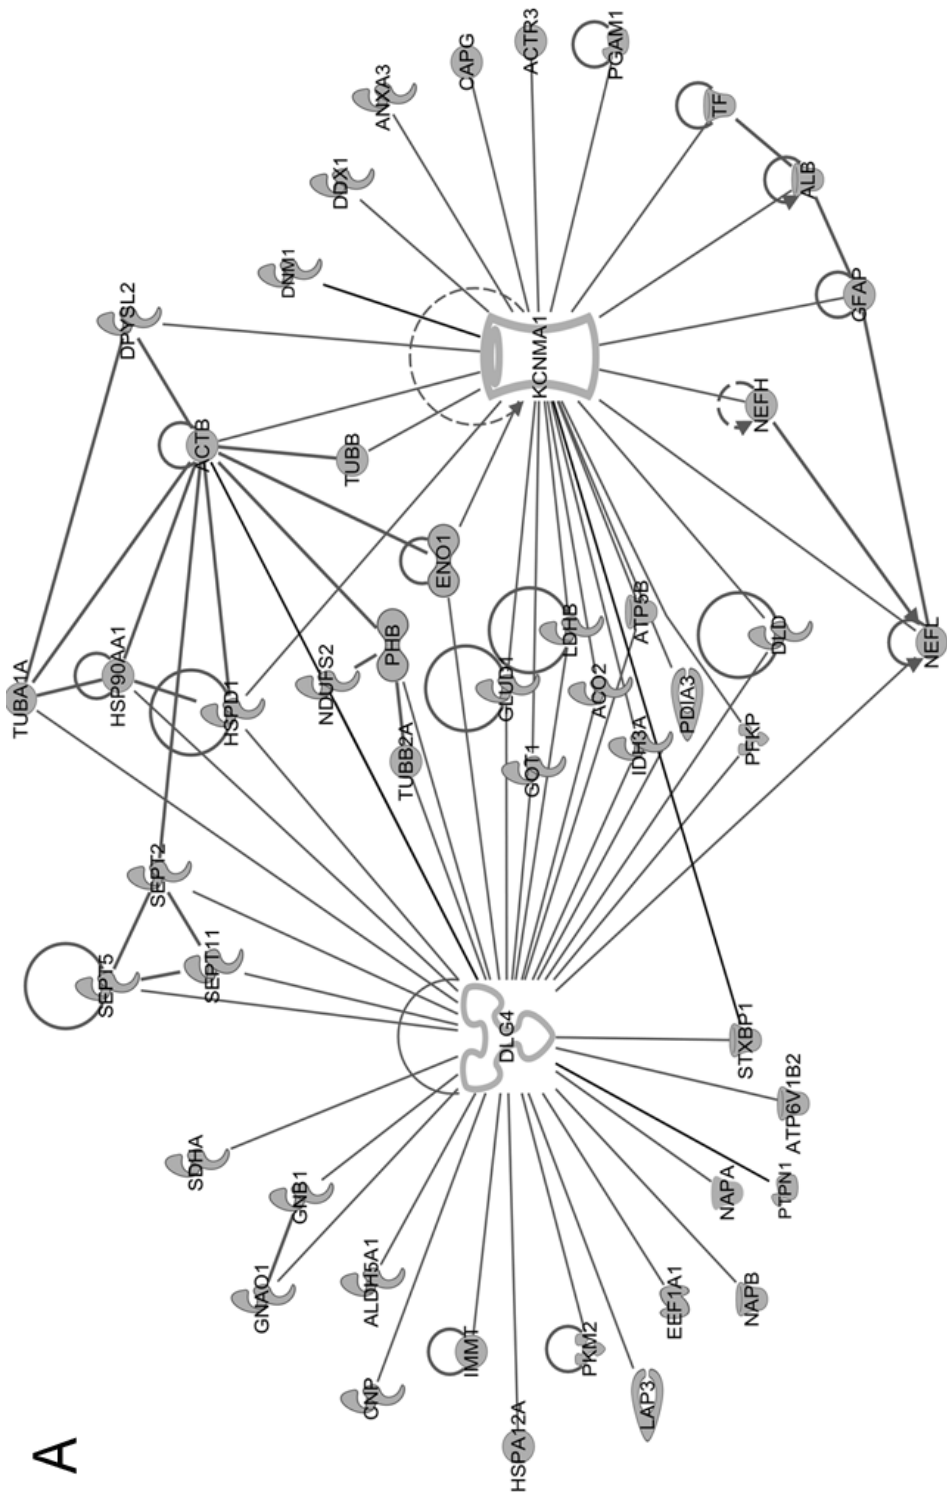 A
CNP
HSPA12A
LAP3
GNAO1
ALDH5A1
IMMT
PKM2
EEF1A1
NAPB
SDHA
GNB1
NAPA
PTPN1
ATP6V1B2
STXBP1
DLG4
SEPT5
SEPT11
SEPT2
TUBA1A
HSP90AA1
HSPD1
NDUFS2
PHB
TUBB2A
GLUD1
GOT1
LDHB
ACO2
IDH3A
ATP5B
PDIA3
PFKP
DLD
NEFL
ENO1
DPYSL2
ACTB
TUBB
KCNMA1
NEFH
GFAP
DNM1
DDX1
ANXA3
CAPG
ACTR3
PGAM1
TF
ALB